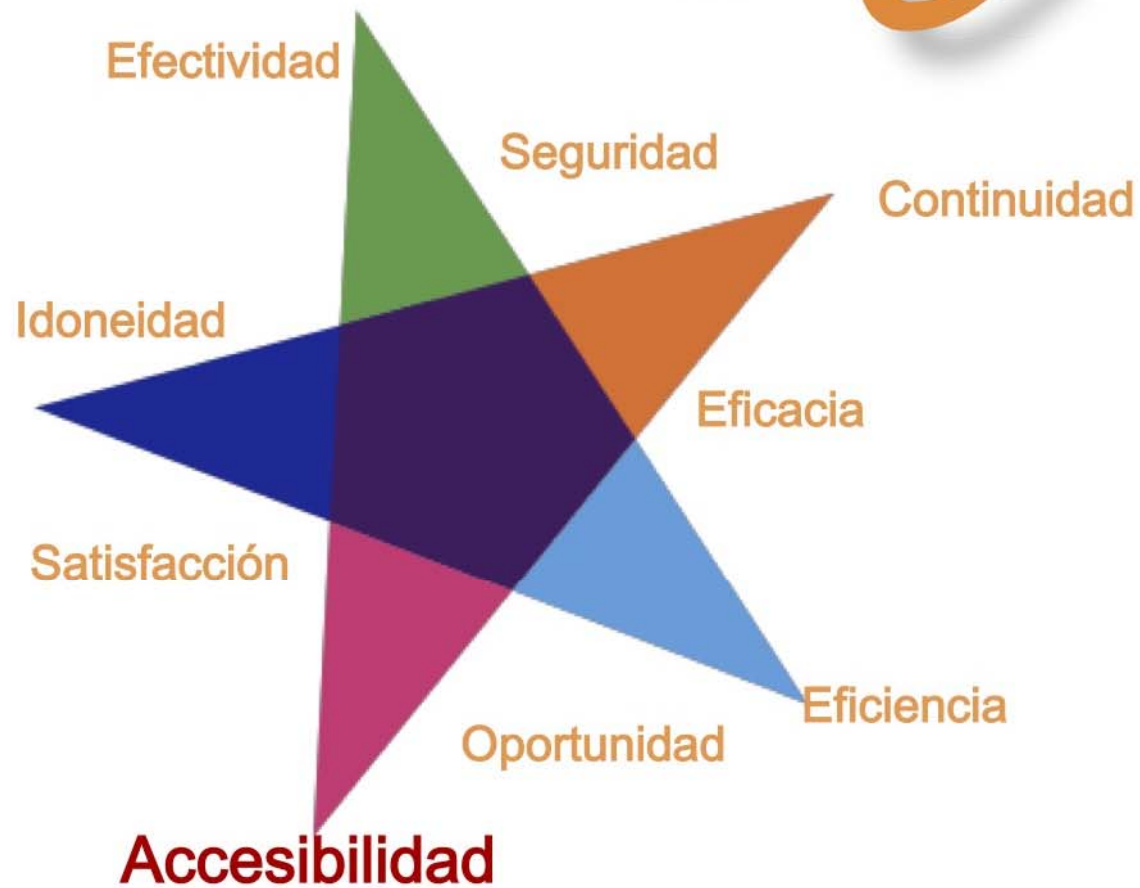 Efectividad
Seguridad
Continuidad
Idoneidad
Eficacia
Satisfacción
Eficiencia
Oportunidad
Accesibilidad